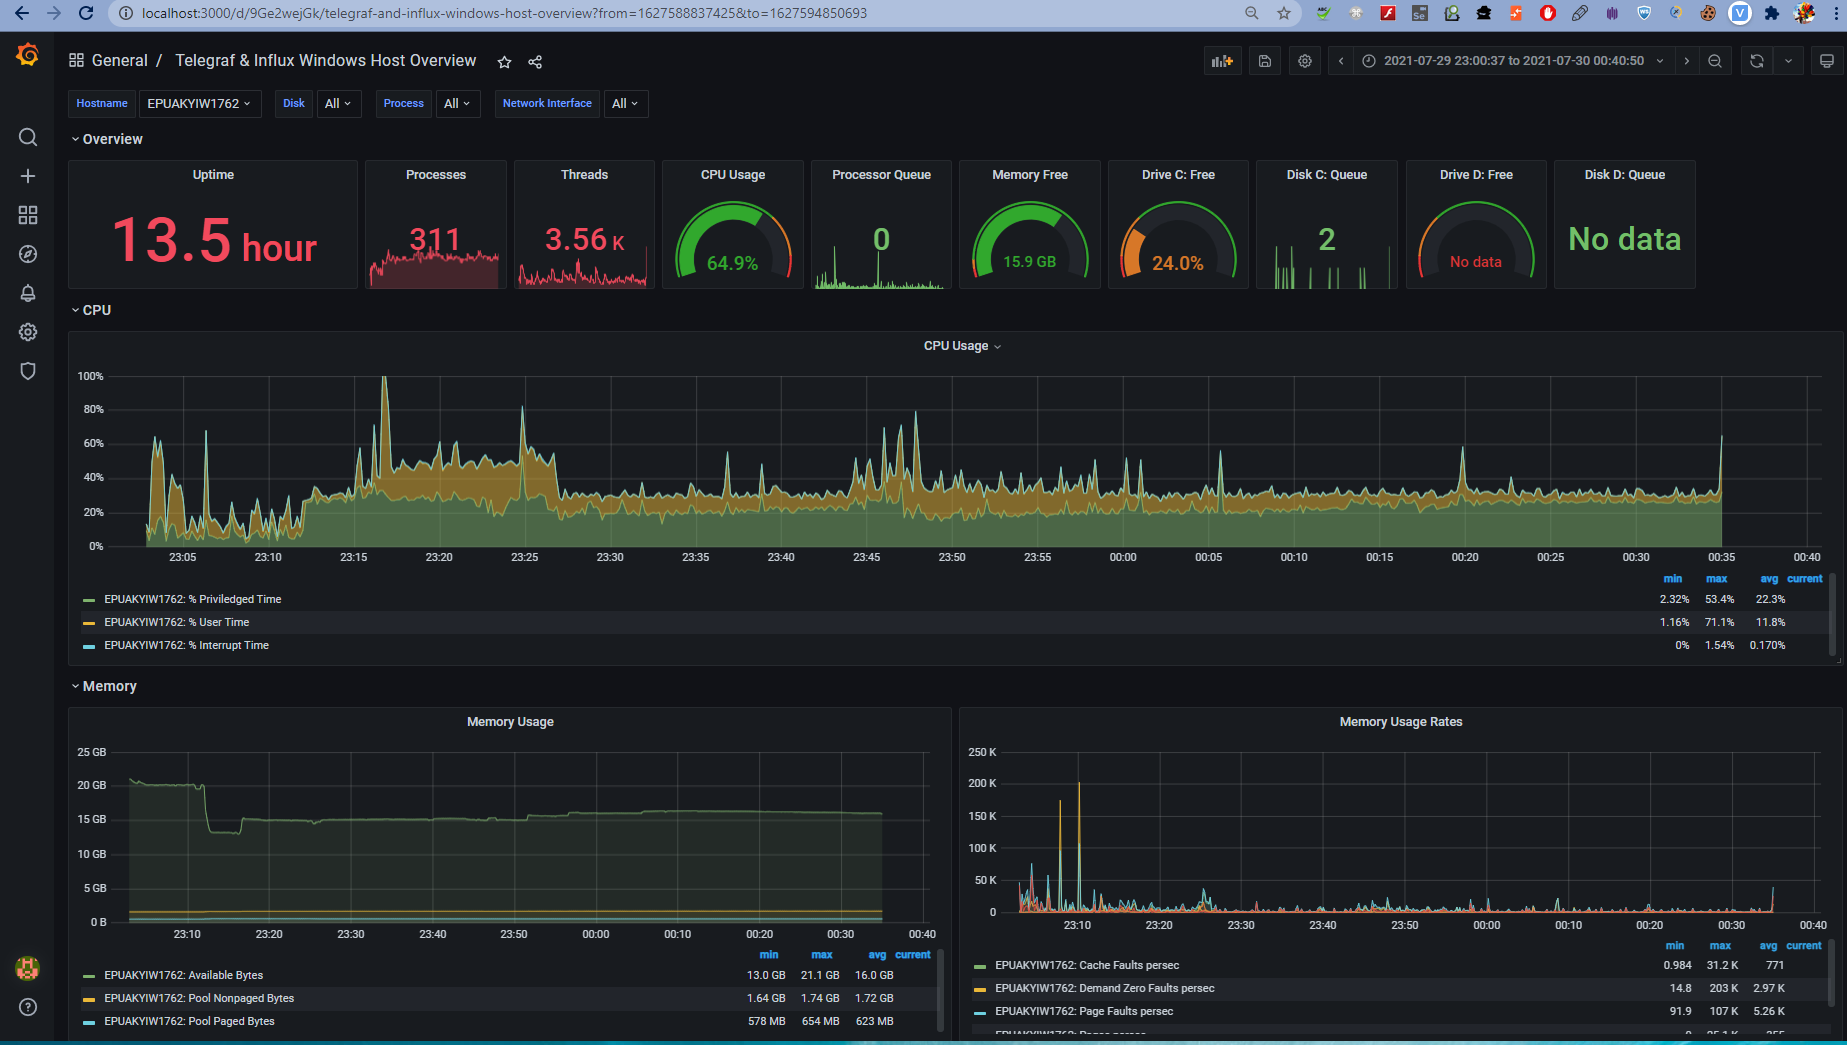 localhost:3000/d/9Ge2wejGk/telegraf-and-influx-windows-host-overview?from=1627588837425&to=1627594850693
General / Telegraf & Influx Windows Host Overview
2021-07-29 23:00:37 to 2021-07-30 00:40:50
Hostname EPUAKYIW1762 Disk All Process All Network Interface All
Overview
Uptime Processes Threads CPU Usage Processor Queue Memory Free Drive C: Free Disk C: Queue Drive D: Free Disk D: Queue
13.5 hour 311 3.56 K 64.9% 0 15.9 GB 24.0% 2 No data No data
CPU
CPU Usage
100%
80%
60%
40%
20%
0%
23:05 23:10 23:15 23:20 23:25 23:30 23:35 23:40 23:45 23:50 23:55 00:00 00:05 00:10 00:15 00:20 00:25 00:30 00:35 00:40
min max avg current
EPUAKYIW1762: % Priviledged Time 2.32% 53.4% 22.3%
EPUAKYIW1762: % User Time 1.16% 71.1% 11.8%
EPUAKYIW1762: % Interrupt Time 0% 1.54% 0.170%
Memory
Memory Usage
25 GB
20 GB
15 GB
10 GB
5 GB
0 B
23:10 23:20 23:30 23:40 23:50 00:00 00:10 00:20 00:30 00:40
min max avg current
EPUAKYIW1762: Available Bytes 13.0 GB 21.1 GB 16.0 GB
EPUAKYIW1762: Pool Nonpaged Bytes 1.64 GB 1.74 GB 1.72 GB
EPUAKYIW1762: Pool Paged Bytes 578 MB 654 MB 623 MB
Memory Usage Rates
250 K
200 K
150 K
100 K
50 K
0
23:10 23:20 23:30 23:40 23:50 00:00 00:10 00:20 00:30 00:40
min max avg current
EPUAKYIW1762: Cache Faults persec 0.984 31.2 K 771
EPUAKYIW1762: Demand Zero Faults persec 14.8 203 K 2.97 K
EPUAKYIW1762: Page Faults persec 91.9 107 K 5.26 K